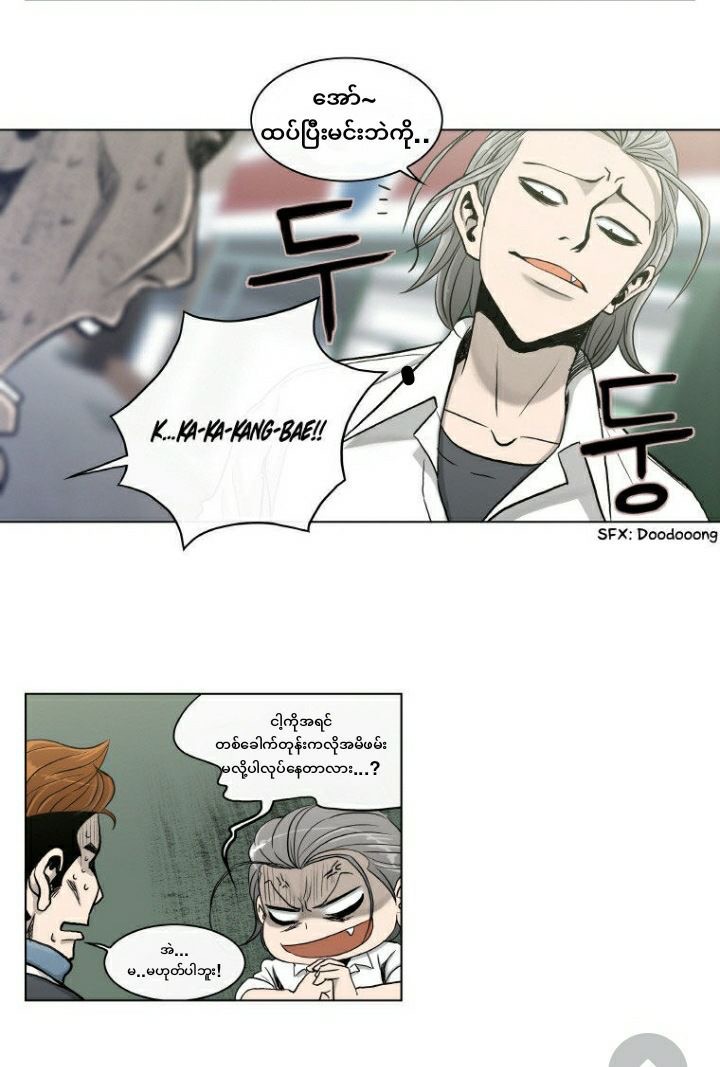 အော်~
ထပ်ပြီးမင်းဘဲကို..
두
K...KA-KA-KANG-BAE!!
둥
SFX: Doodooong
ငါ့ကိုအရင်
တစ်ခေါက်တုန်းကလိုအမိဖမ်း
မလို့ပါလုပ်နေတာလား...?
အဲ...
မ..မဟုတ်ပါဘူး!